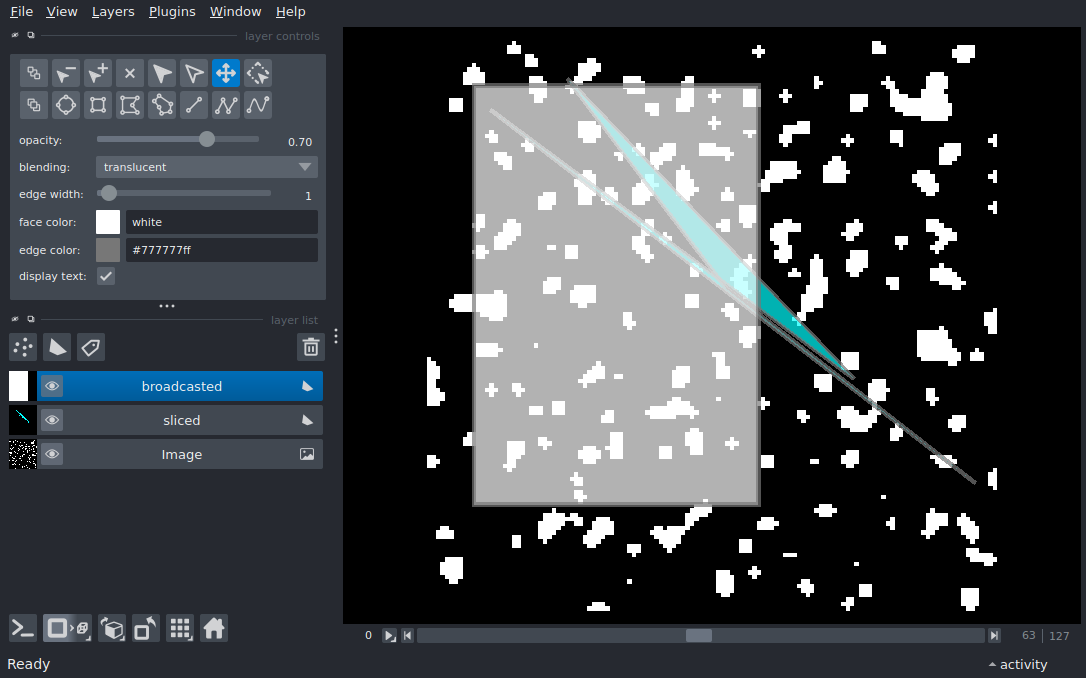 File View Layers Plugins Window Help
layer controls
opacity: 0.70
blending: translucent
edge width: 1
face color: white
edge color: #777777ff
display text:
layer list
broadcasted
sliced
Image
0 63 127
Ready activity